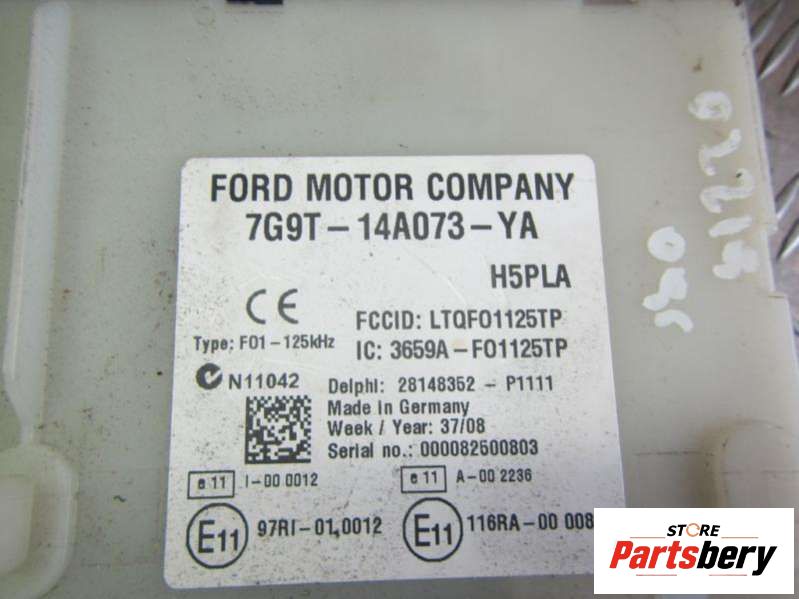 FORD MOTOR COMPANY
7G9T-14A073-YA
H5PLA
CE
FCCID: LTQFO1125TP
Type: FO1-125kHz
IC: 3659A-FO1125TP
N11042
Delphi: 28148352-P1111
Made in Germany
Week / Year: 37/08
Serial no.: 000082500803
e 11 I-00 0012
e 11 A-00 2236
E11 97RI-01,0012
E11 116RA-00 008
STORE
Partsbery